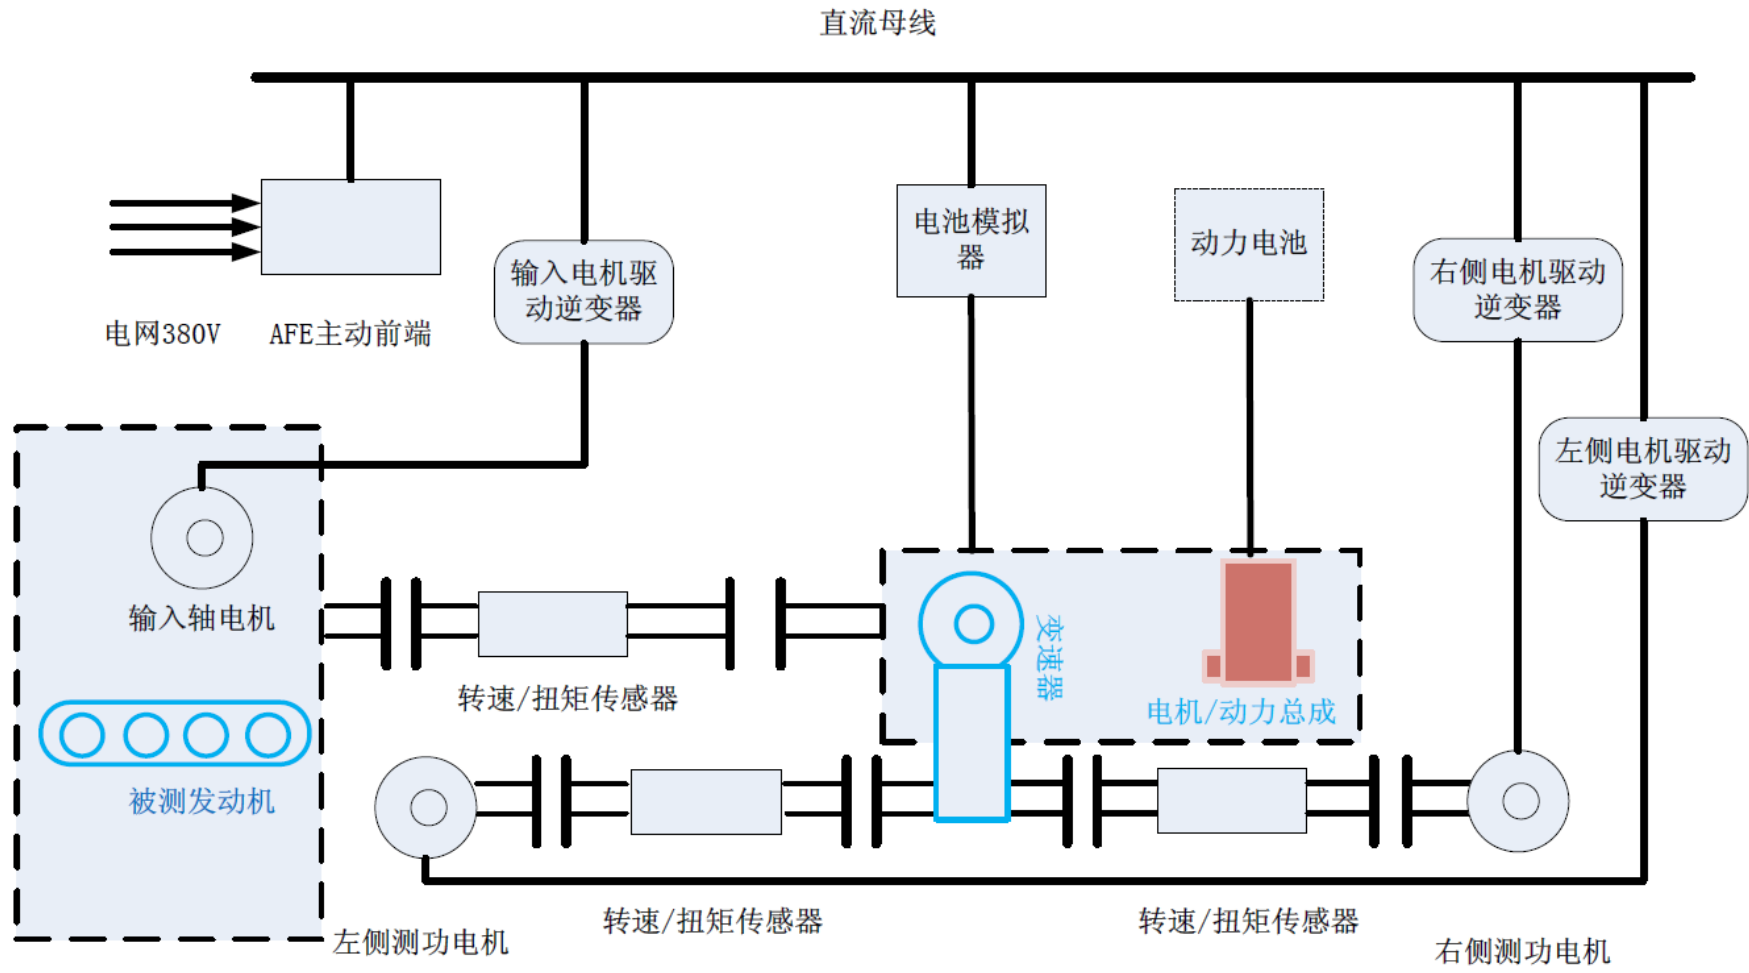 直流母线
电池模拟
器
动力电池
输入电机驱
动逆变器
右侧电机驱动
逆变器
电网380V
AFE主动前端
左侧电机驱动
逆变器
输入轴电机
变速器
转速/扭矩传感器
电机/动力总成
被测发动机
左侧测功电机
转速/扭矩传感器
转速/扭矩传感器
右侧测功电机